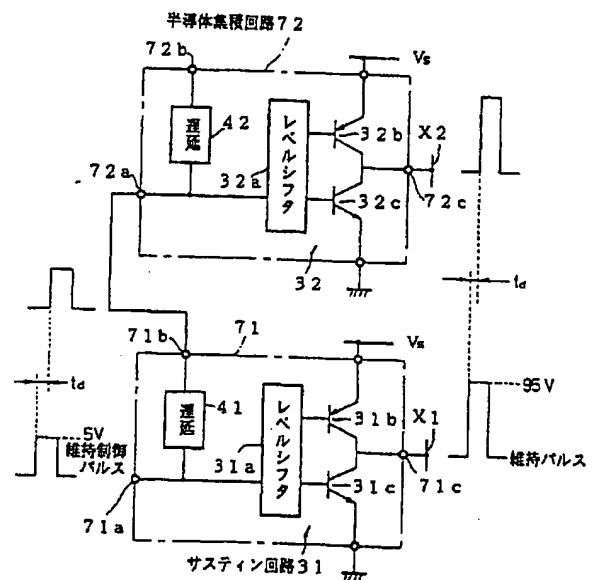 半導体集積回路72
72b
Vs
遅延
42
レベルシフタ
32b
X2
32a
72a
32c
72c
32
td
71b
71
Vs
td
遅延
41
レベルシフタ
31b
X1
95V
5V
維持制御
パルス
31a
31c
71c
維持パルス
71a
サスティン回路31